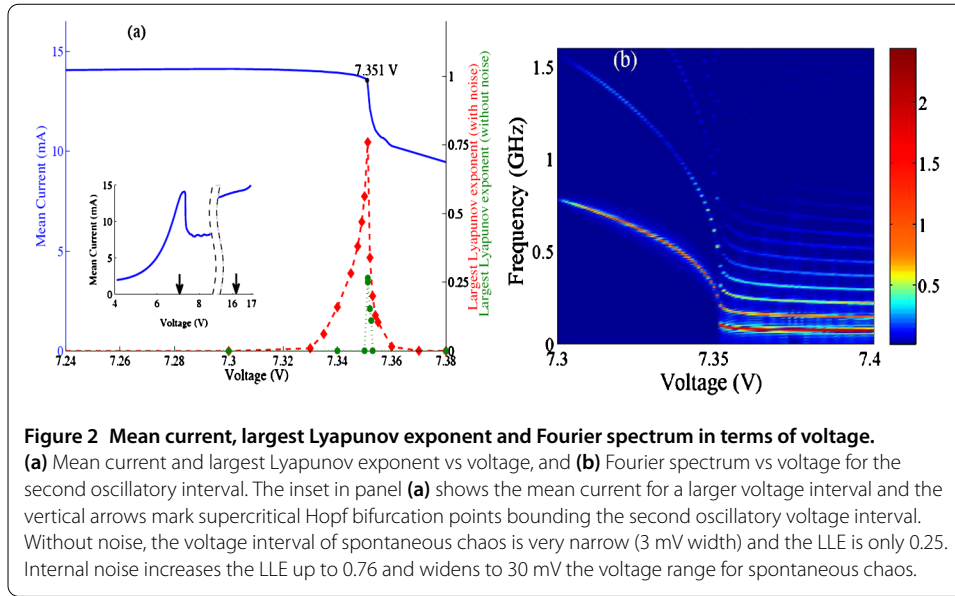 (a)
15
10
5
0
Mean Current (mA)
7.351 V
1
0.75
0.5
0.25
0
Largest Lyapunov exponent (with noise)
Largest Lyapunov exponent (without noise)
15
10
5
0
Mean Current (mA)
4 6 8 16 17
Voltage (V)
7.24 7.26 7.28 7.3 7.32 7.34 7.36 7.38
Voltage (V)
(b)
1.5
1
0.5
0
Frequency (GHz)
7.3 7.35 7.4
Voltage (V)
2
1.5
1
0.5
0
Figure 2 Mean current, largest Lyapunov exponent and Fourier spectrum in terms of voltage.
(a) Mean current and largest Lyapunov exponent vs voltage, and (b) Fourier spectrum vs voltage for the
second oscillatory interval. The inset in panel (a) shows the mean current for a larger voltage interval and the
vertical arrows mark supercritical Hopf bifurcation points bounding the second oscillatory voltage interval.
Without noise, the voltage interval of spontaneous chaos is very narrow (3 mV width) and the LLE is only 0.25.
Internal noise increases the LLE up to 0.76 and widens to 30 mV the voltage range for spontaneous chaos.